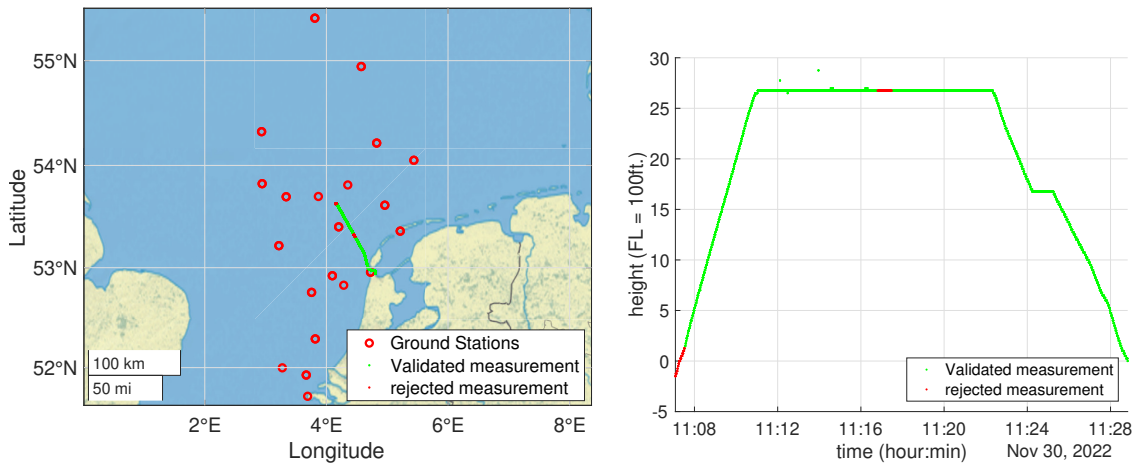 55°N
54°N
53°N
52°N
Latitude
100 km
50 mi
Ground Stations
Validated measurement
rejected measurement
2°E 4°E 6°E 8°E
Longitude
30
25
20
15
10
5
0
-5
height (FL = 100ft.)
Validated measurement
rejected measurement
11:08 11:12 11:16 11:20 11:24 11:28
time (hour:min) Nov 30, 2022